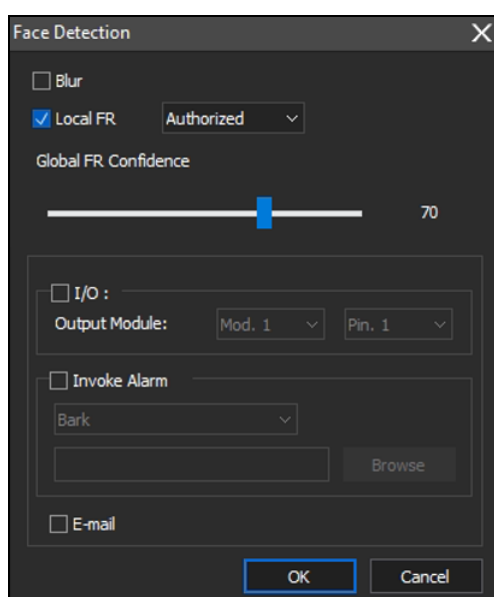 Face Detection
Blur
Local FR Authorized
Global FR Confidence
70
I/O :
Output Module: Mod. 1 Pin. 1
Invoke Alarm
Bark
Browse
E-mail
OK Cancel